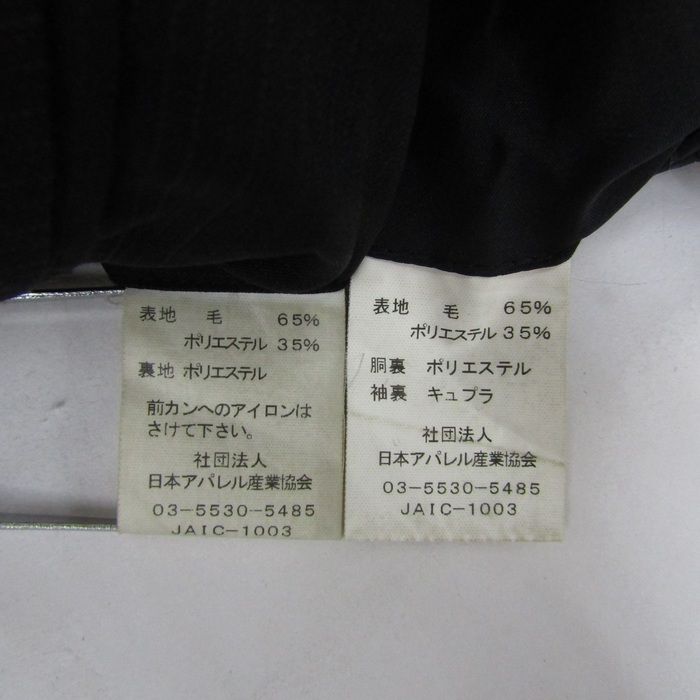 表地 毛 65%
ポリエステル 35%
裏地 ポリエステル
前カンへのアイロンは
さけて下さい。
社団法人
日本アパレル産業協会
03-5530-5485
JAIC-1003
表地 毛 65%
ポリエステル 35%
胴裏 ポリエステル
袖裏 キュプラ
社団法人
日本アパレル産業協会
03-5530-5485
JAIC-1003